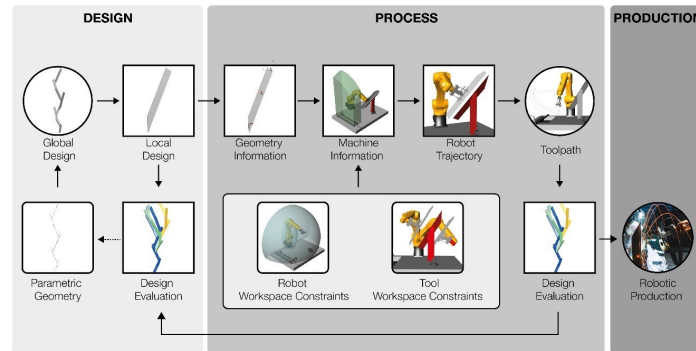 DESIGN
PROCESS
PRODUCTION
Global
Design
Local
Design
Geometry
Information
Machine
Information
Robot
Trajectory
Toolpath
Parametric
Geometry
Design
Evaluation
Robot
Workspace Constraints
Tool
Workspace Constraints
Design
Evaluation
Robotic
Production